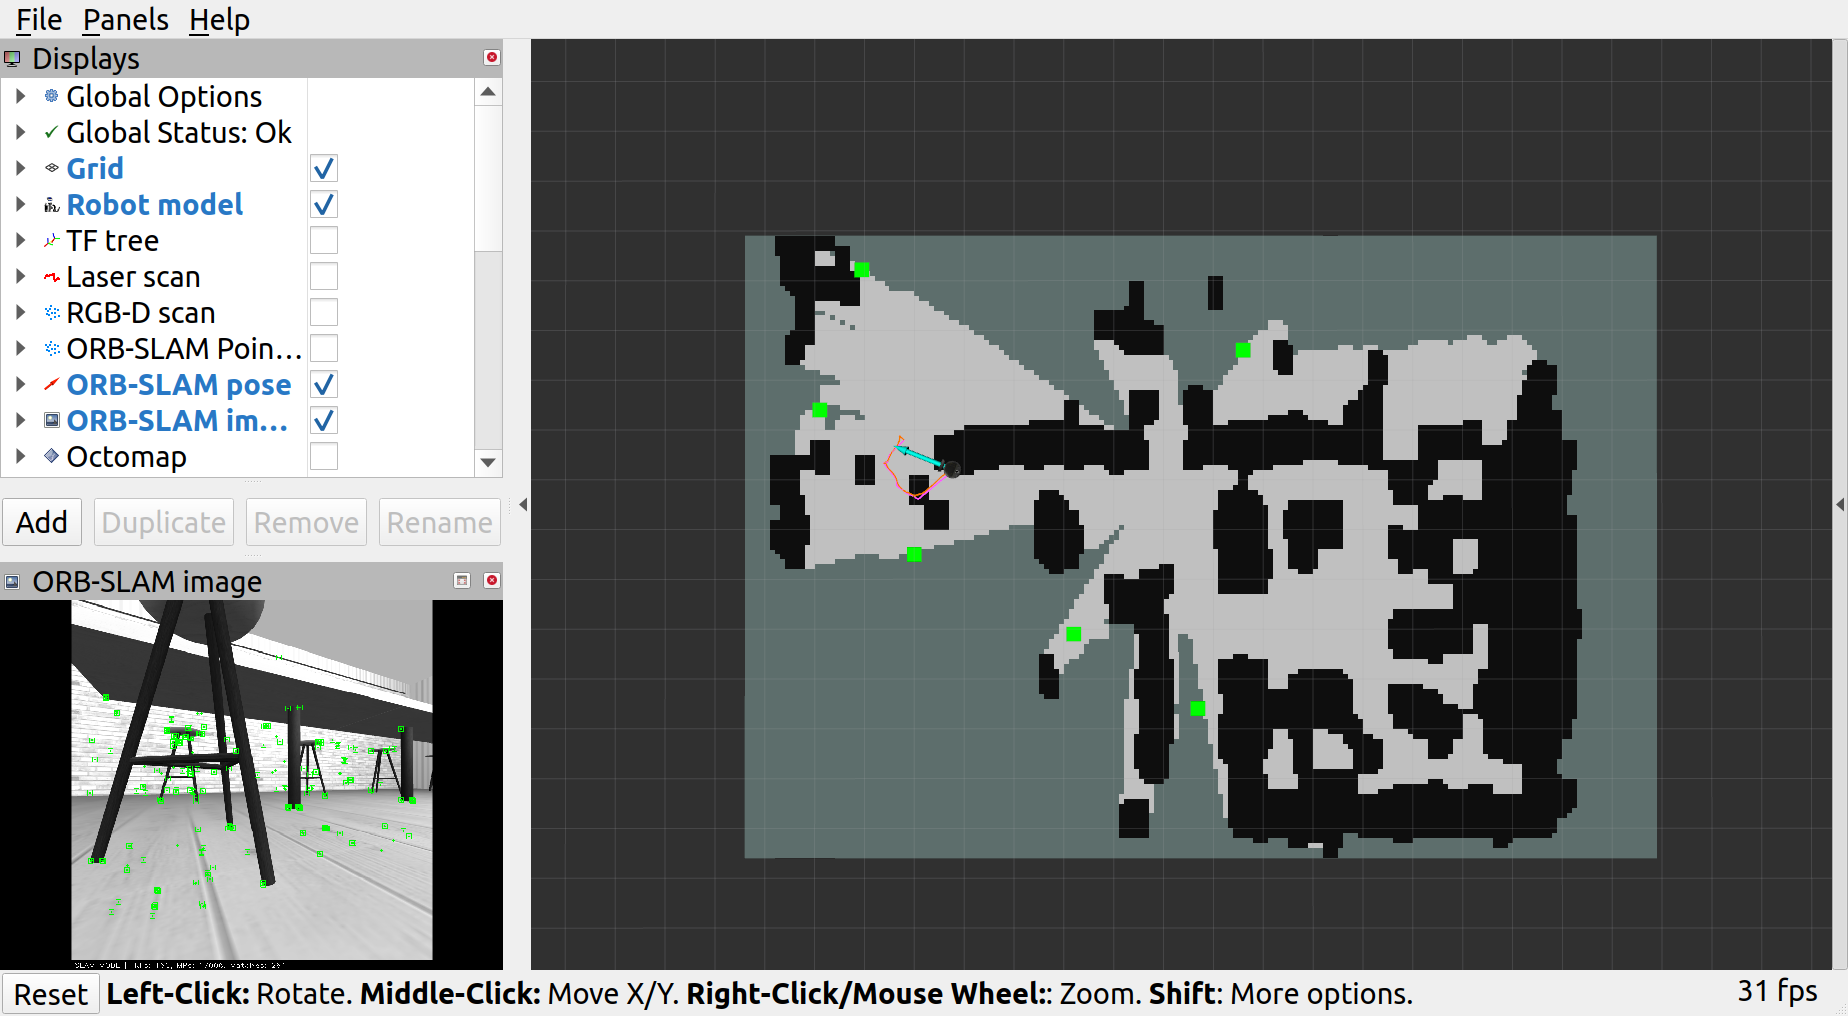 File Panels Help
Displays
Global Options
Global Status: Ok
Grid
Robot model
TF tree
Laser scan
RGB-D scan
ORB-SLAM Poin...
ORB-SLAM pose
ORB-SLAM im...
Octomap
Add Duplicate Remove Rename
ORB-SLAM image
SLAM MODE |
Reset Left-Click: Rotate. Middle-Click: Move X/Y. Right-Click/Mouse Wheel:: Zoom. Shift: More options. 31 fps